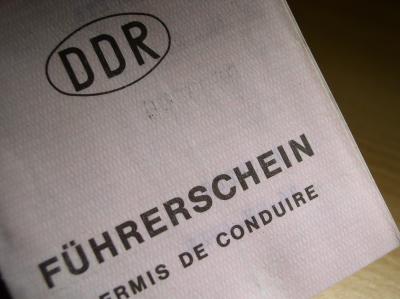 DDR
FÜHRERSCHEIN
ERMIS DE CONDUIRE